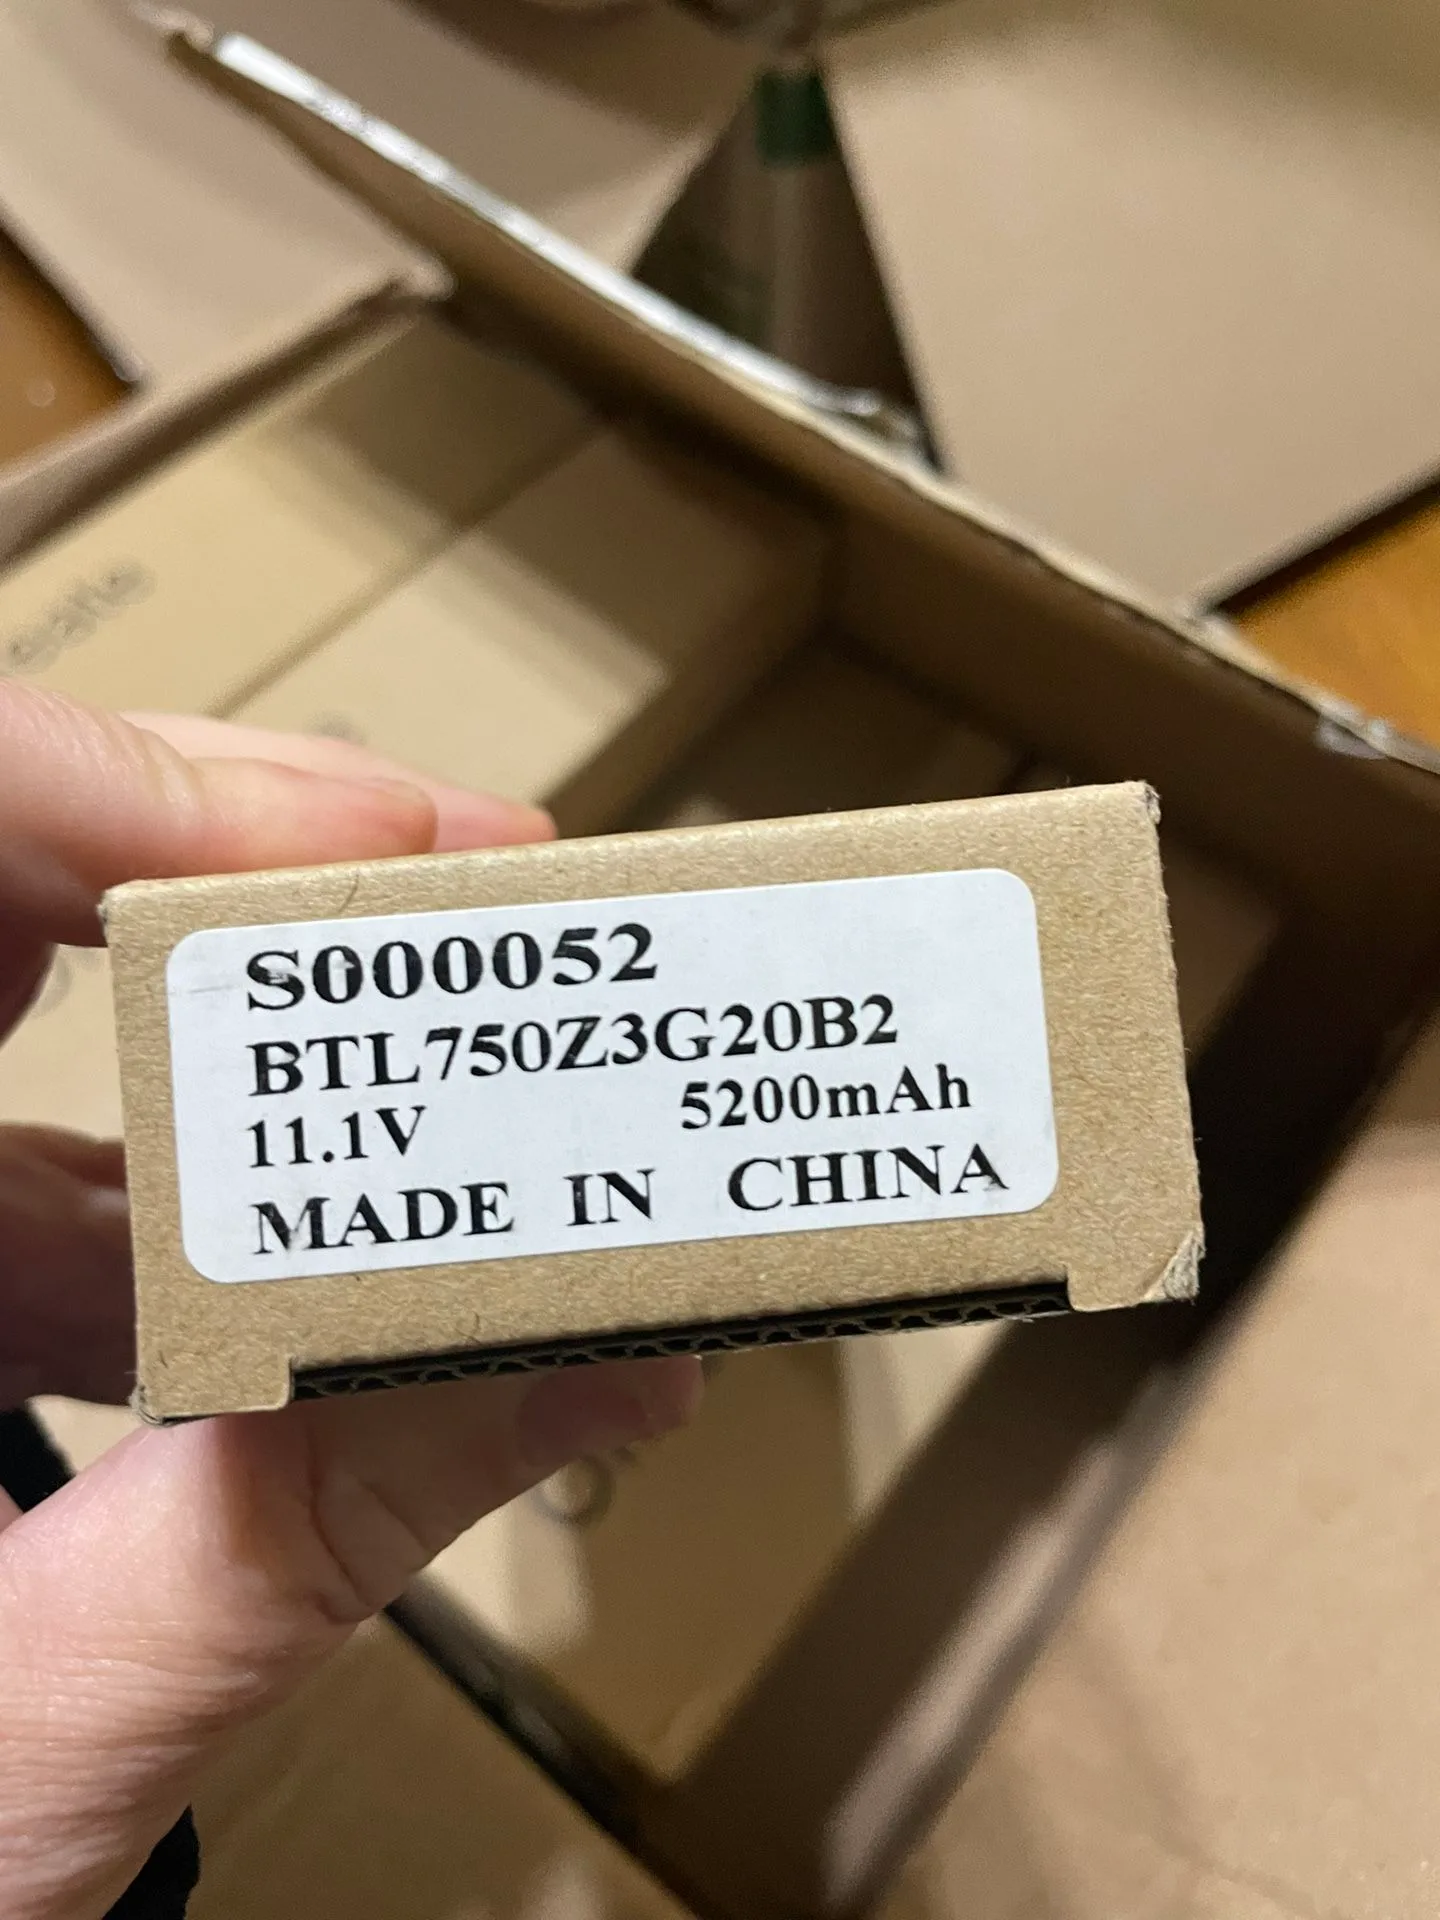 S000052
BTL750Z3G20B2
11.1V 5200mAh
MADE IN CHINA